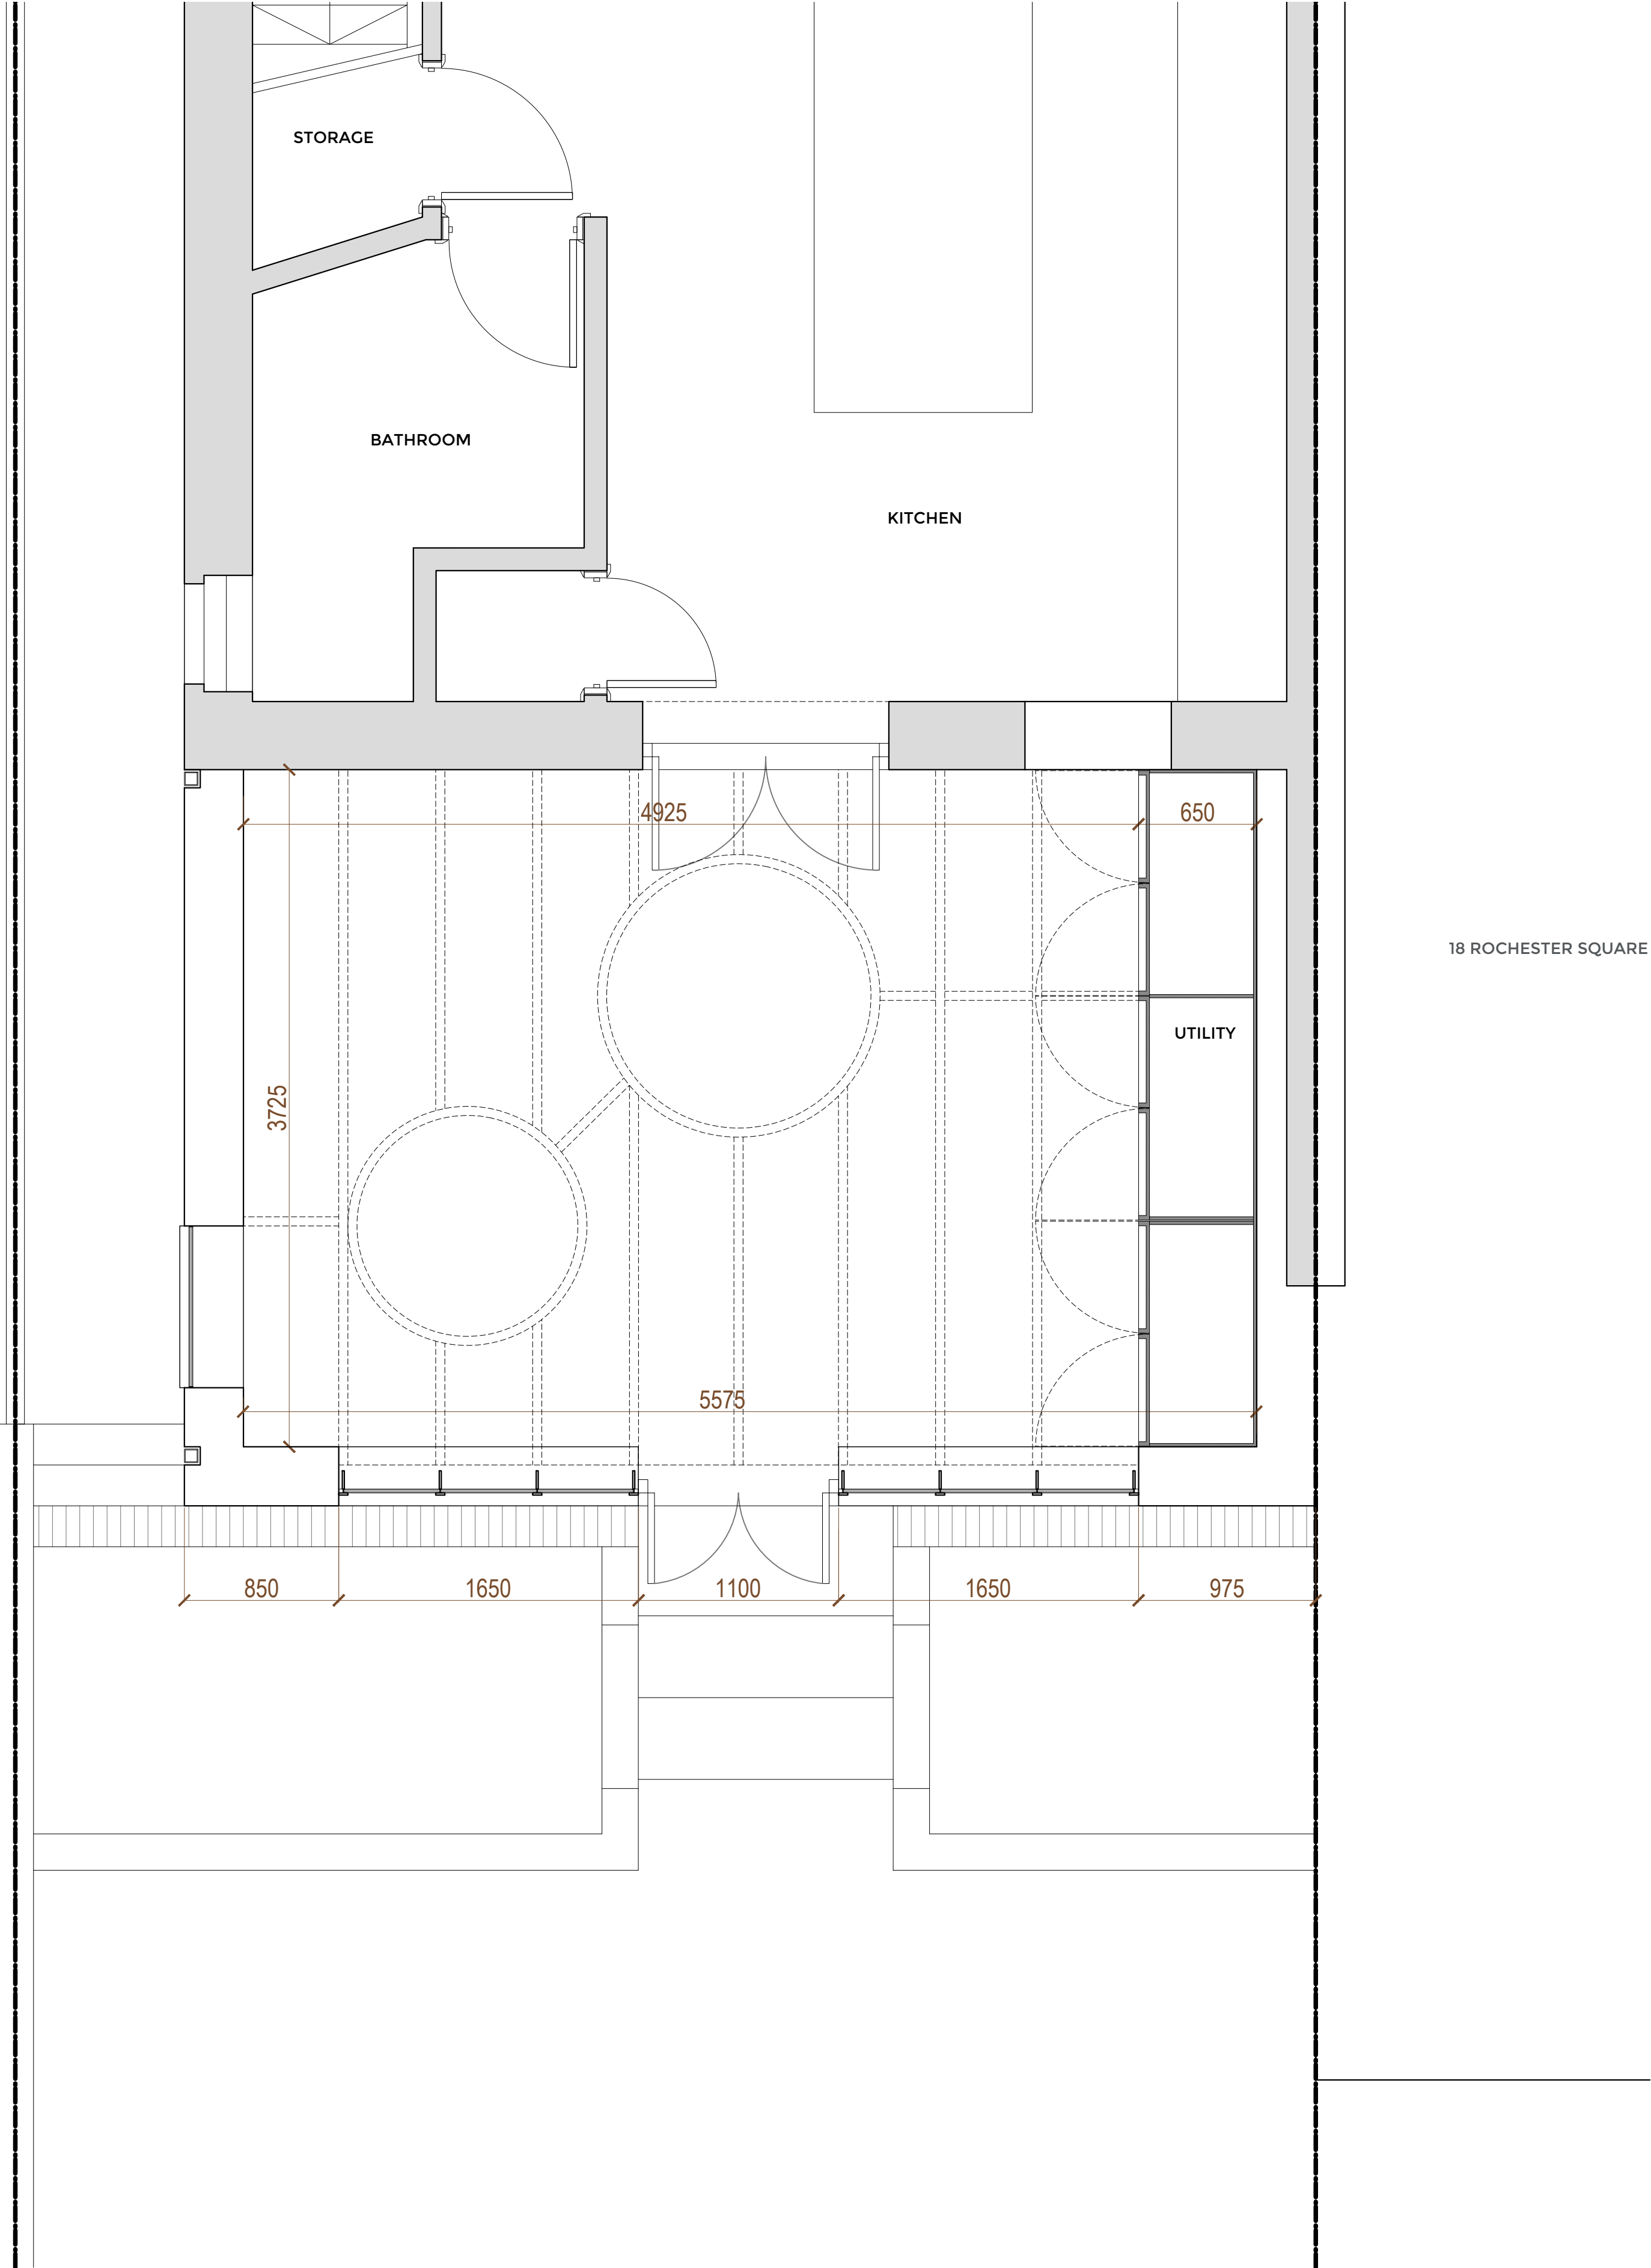 STORAGE
BATHROOM
KITCHEN
4925
650
18 ROCHESTER SQUARE
UTILITY
3725
5575
850
1650
1100
1650
975